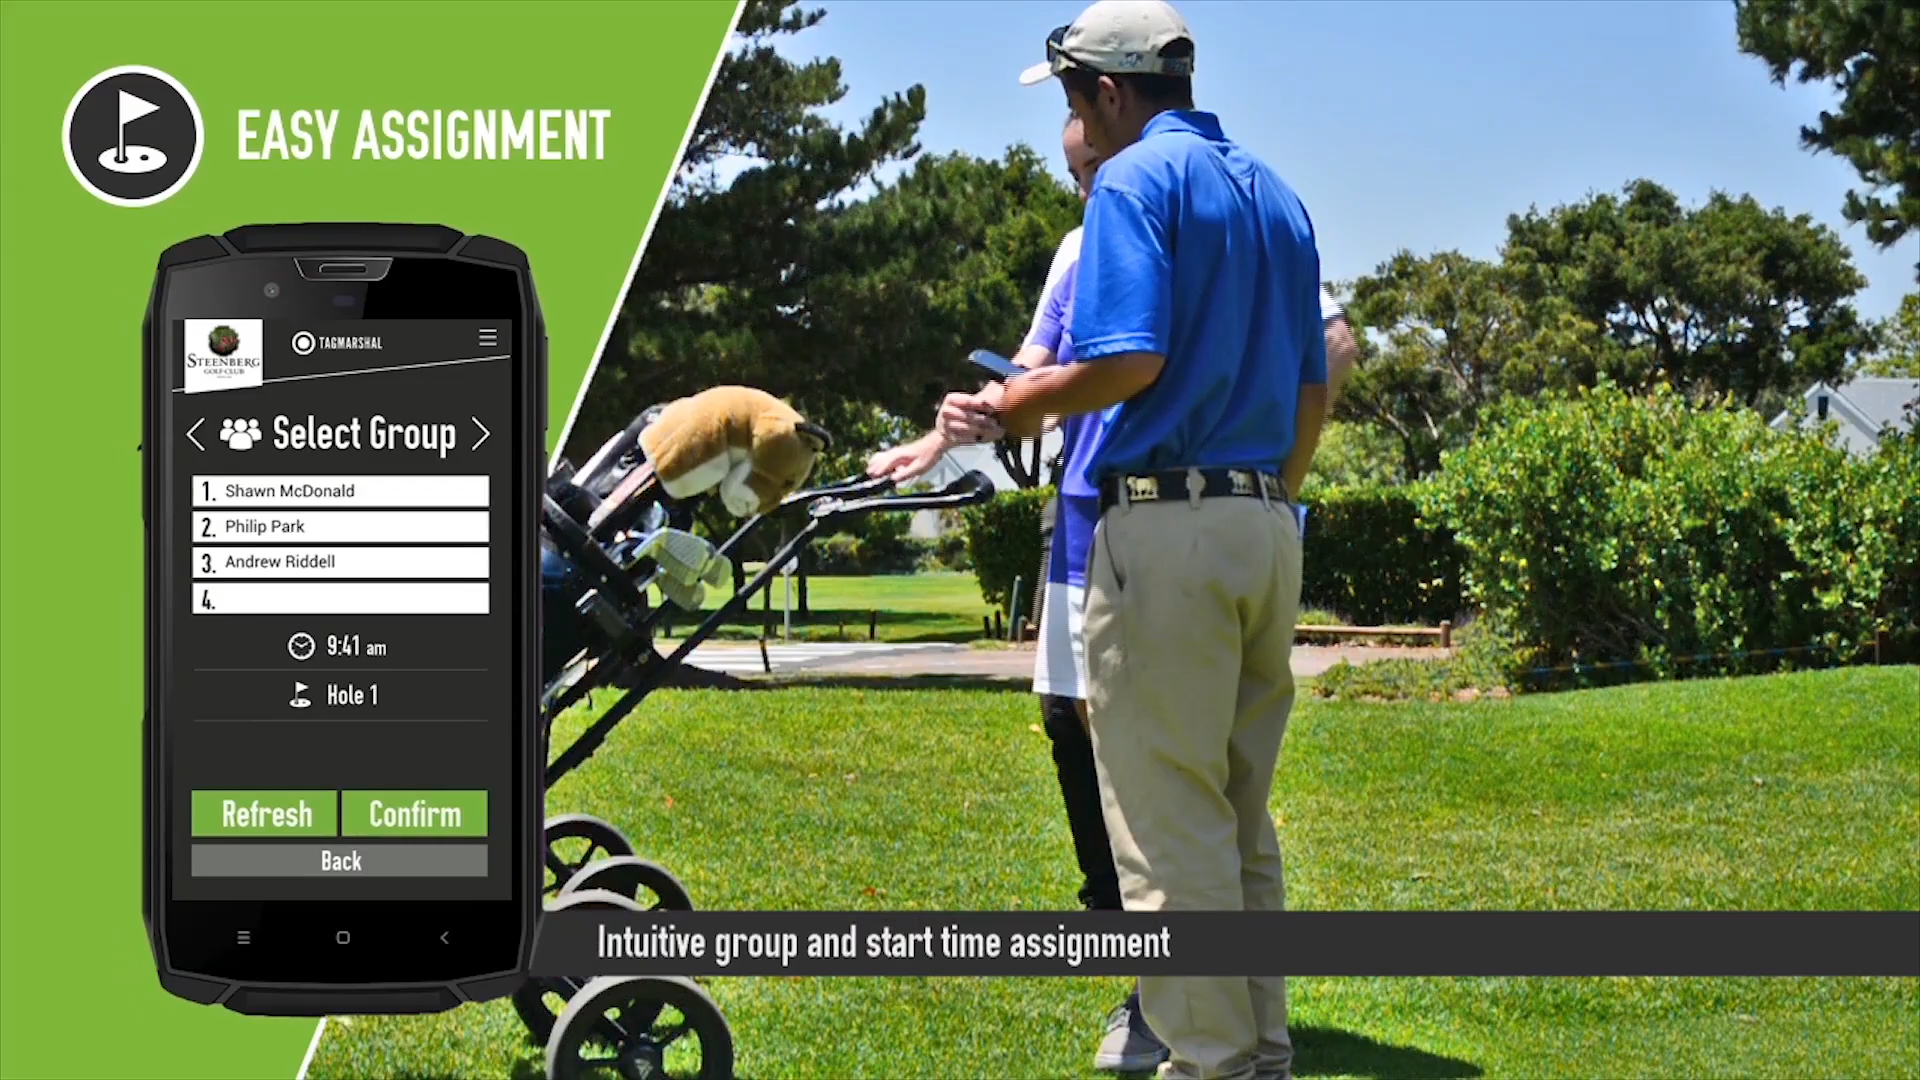 EASY ASSIGNMENT
STEENBERG
GOLF CLUB
TAGMARSHAL
Select Group
1. Shawn McDonald
2. Philip Park
3. Andrew Riddell
4.
9:41 am
Hole 1
Refresh Confirm
Back
Intuitive group and start time assignment